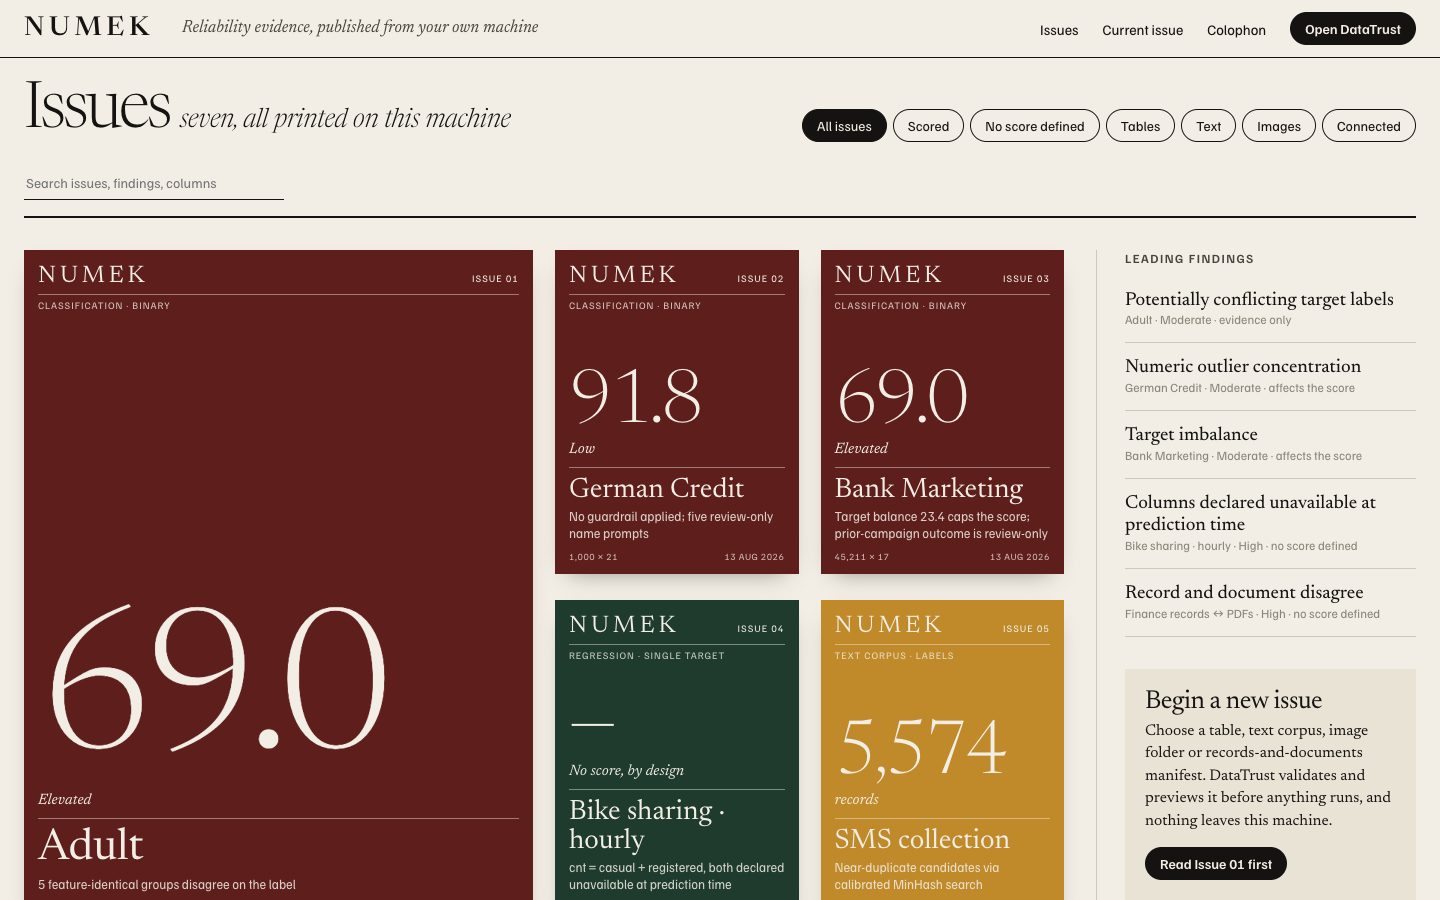 NUMEK
Reliability evidence, published from your own machine
Issues
Current issue
Colophon
Open DataTrust
Issues seven, all printed on this machine
All issues
Scored
No score defined
Tables
Text
Images
Connected
Search issues, findings, columns
NUMEK
ISSUE 01
CLASSIFICATION · BINARY
69.0
Elevated
Adult
5 feature-identical groups disagree on the label
NUMEK
ISSUE 02
CLASSIFICATION · BINARY
91.8
Low
German Credit
No guardrail applied; five review-only
name prompts
1,000 × 21
13 AUG 2026
NUMEK
ISSUE 03
CLASSIFICATION · BINARY
69.0
Elevated
Bank Marketing
Target balance 23.4 caps the score;
prior-campaign outcome is review-only
45,211 × 17
13 AUG 2026
NUMEK
ISSUE 04
REGRESSION · SINGLE TARGET
—
No score, by design
Bike sharing ·
hourly
cnt = casual + registered, both declared
unavailable at prediction time
NUMEK
ISSUE 05
TEXT CORPUS · LABELS
5,574
records
SMS collection
Near-duplicate candidates via
calibrated MinHash search
LEADING FINDINGS
Potentially conflicting target labels
Adult · Moderate · evidence only
Numeric outlier concentration
German Credit · Moderate · affects the score
Target imbalance
Bank Marketing · Moderate · affects the score
Columns declared unavailable at
prediction time
Bike sharing · hourly · High · no score defined
Record and document disagree
Finance records ↔ PDFs · High · no score defined
Begin a new issue
Choose a table, text corpus, image
folder or records-and-documents
manifest. DataTrust validates and
previews it before anything runs, and
nothing leaves this machine.
Read Issue 01 first